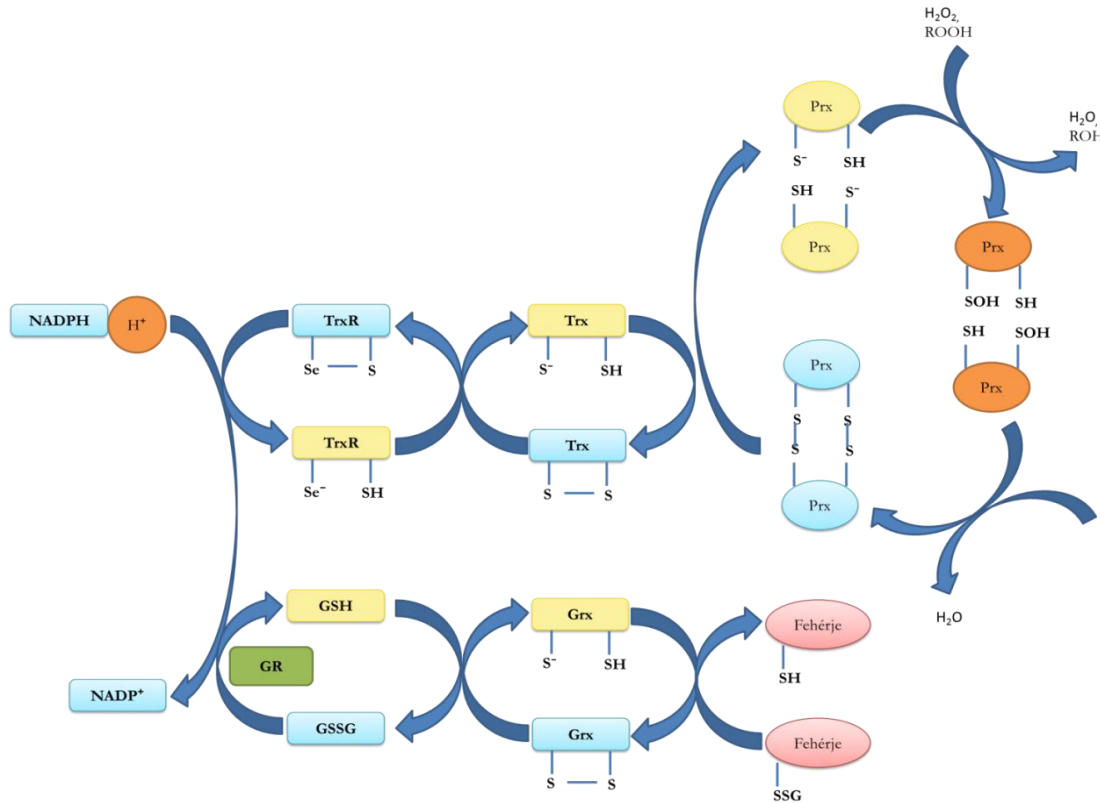 H₂O₂,
ROOH
Prx
S⁻ SH
SH S⁻
Prx
H₂O,
ROH
Prx
SOH SH
SH SOH
Prx
NADPH H⁺
TrxR
Se S
TrxR
Se⁻ SH
Trx
S⁻ SH
Trx
S S
Prx
S S
S S
Prx
H₂O
GSH
GR
GSSG
NADP⁺
Grx
S⁻ SH
Grx
S S
Fehérje
SH
Fehérje
SSG